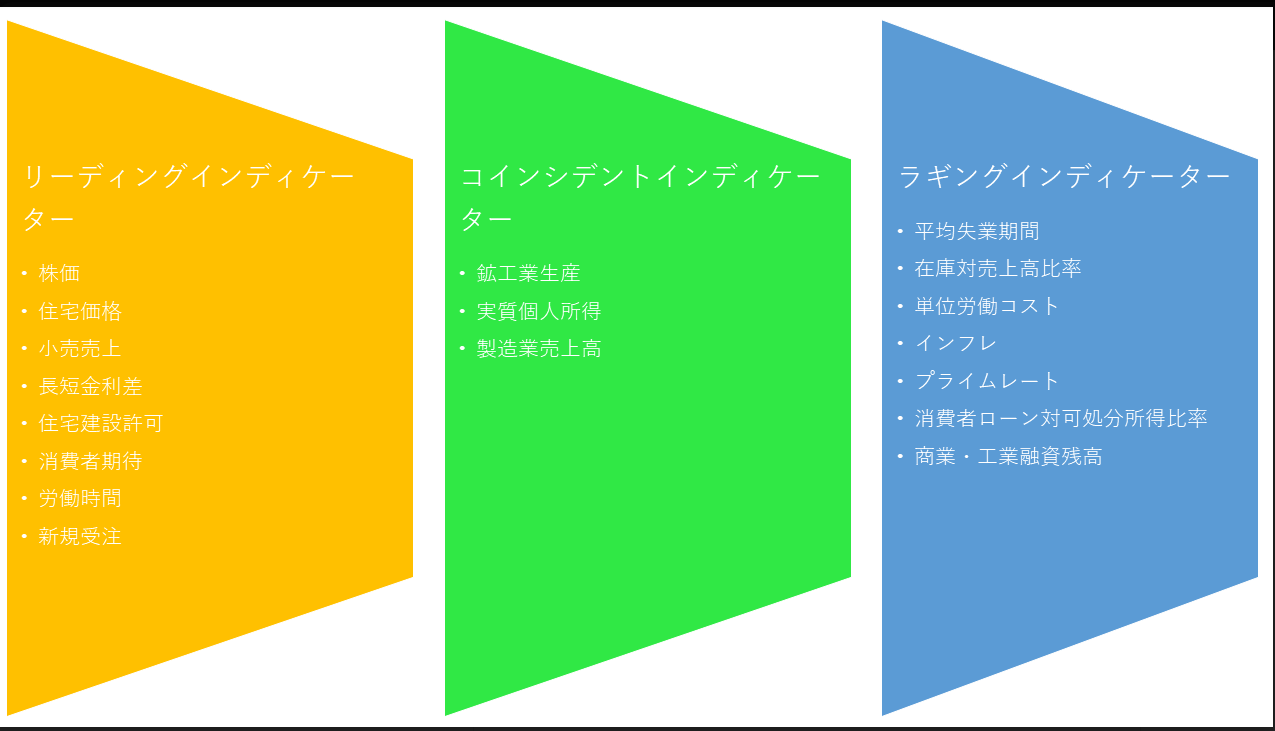 リーディングインディケー
ター
• 株価
• 住宅価格
• 小売売上
• 長短金利差
• 住宅建設許可
• 消費者期待
• 労働時間
• 新規受注
コインシデントインディケー
ター
• 鉱工業生産
• 実質個人所得
• 製造業売上高
ラギングインディケーター
• 平均失業期間
• 在庫対売上高比率
• 単位労働コスト
• インフレ
• プライムレート
• 消費者ローン対可処分所得比率
• 商業・工業融資残高